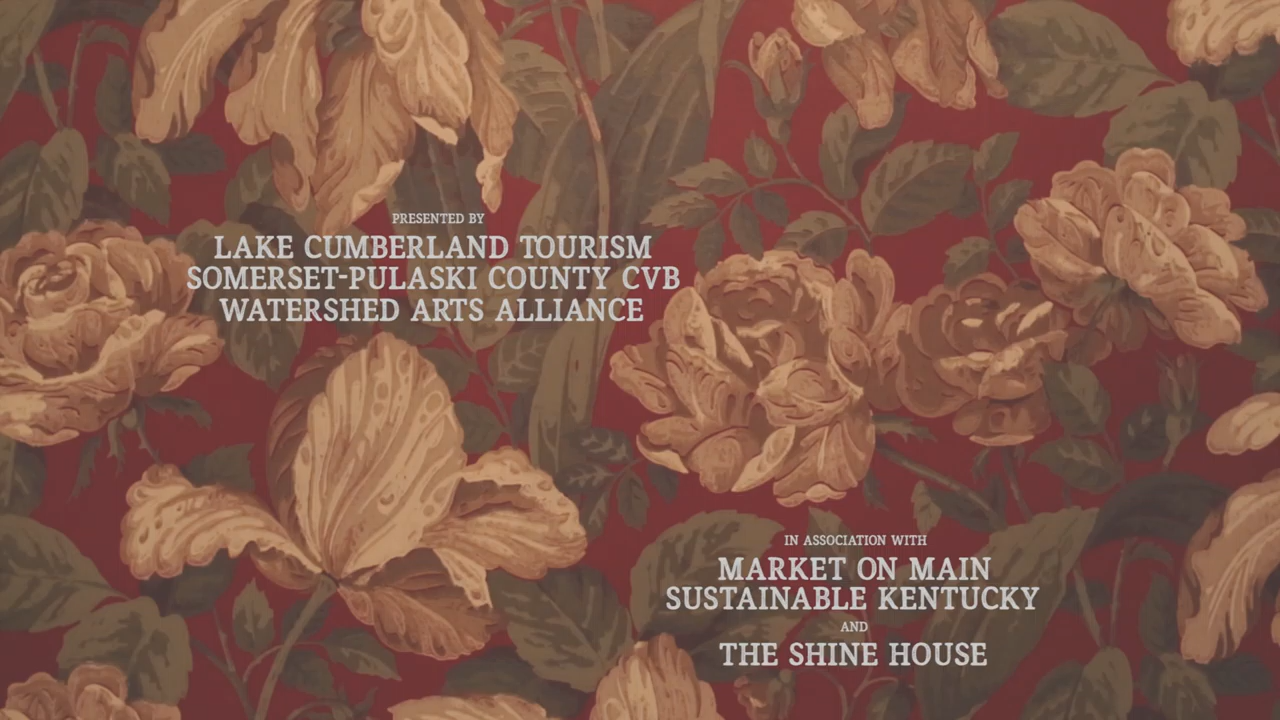 PRESENTED BY
LAKE CUMBERLAND TOURISM
SOMERSET-PULASKI COUNTY CVB
WATERSHED ARTS ALLIANCE
IN ASSOCIATION WITH
MARKET ON MAIN
SUSTAINABLE KENTUCKY
AND
THE SHINE HOUSE